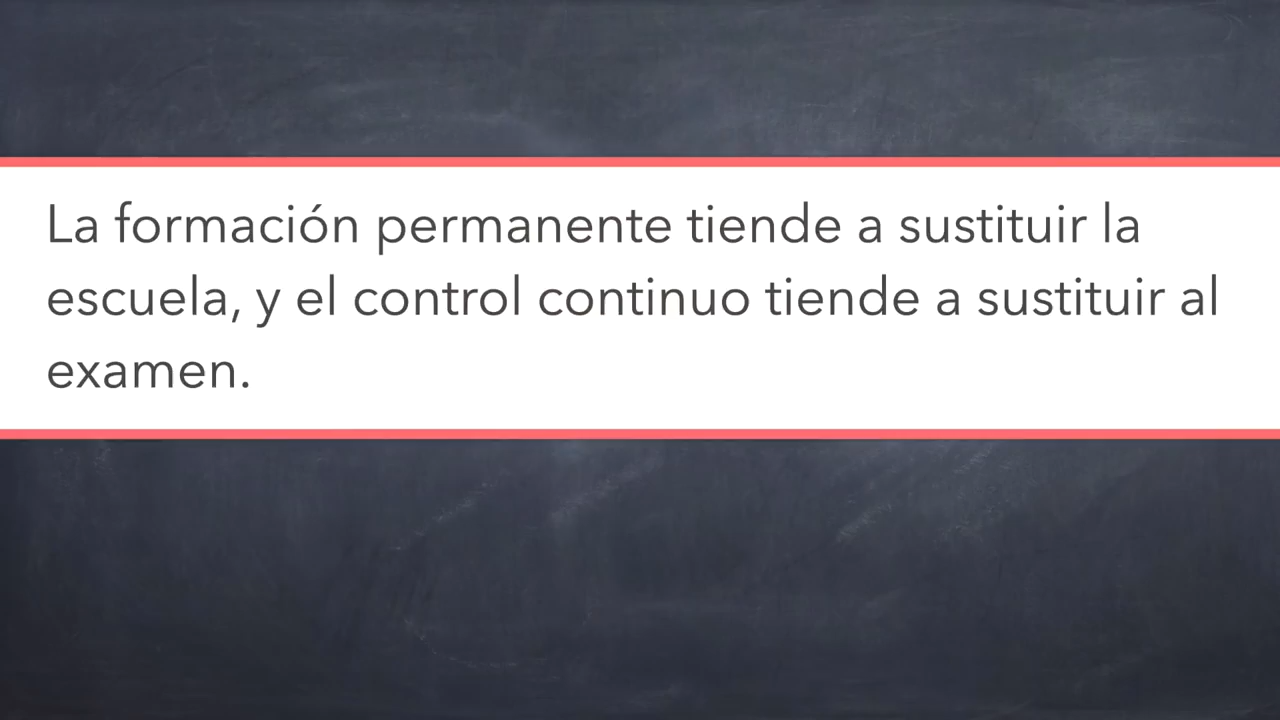 La formación permanente tiende a sustituir la
escuela, y el control continuo tiende a sustituir al
examen.